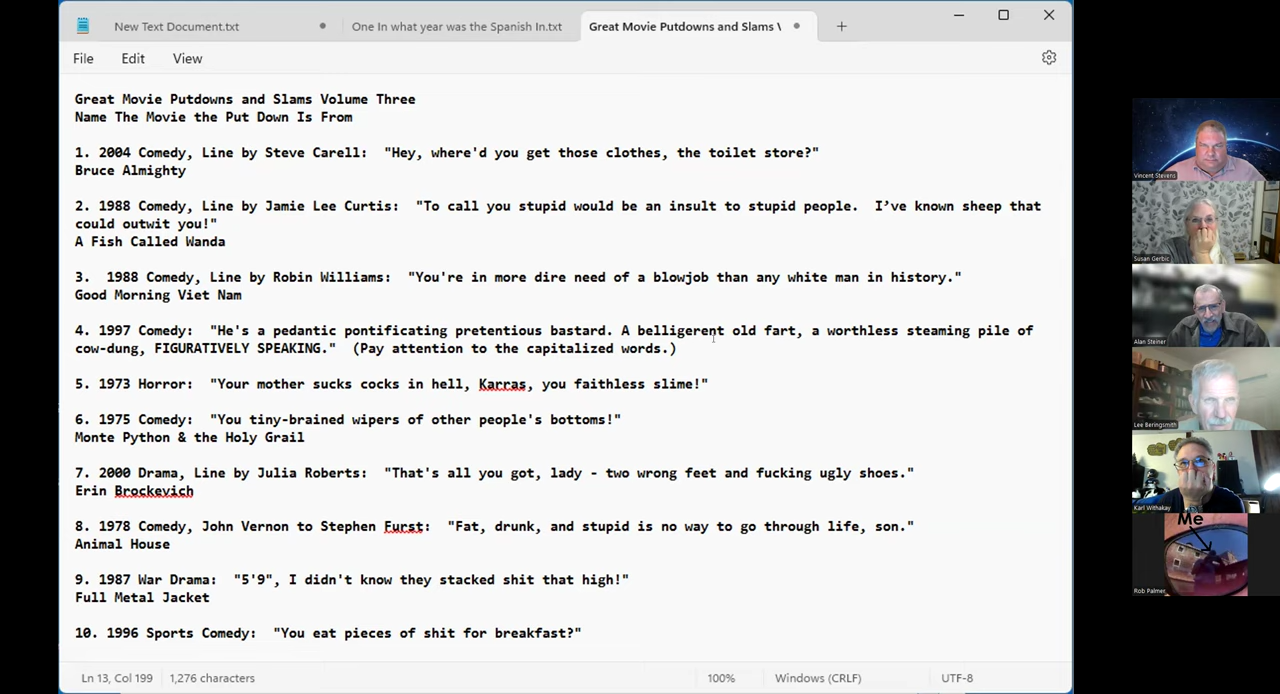 New Text Document.txt
One In what year was the Spanish In.txt
Great Movie Putdowns and Slams V
File Edit View
Great Movie Putdowns and Slams Volume Three
Name The Movie the Put Down Is From
1. 2004 Comedy, Line by Steve Carell:  "Hey, where'd you get those clothes, the toilet store?"
Bruce Almighty
2. 1988 Comedy, Line by Jamie Lee Curtis:  "To call you stupid would be an insult to stupid people.  I’ve known sheep that
could outwit you!"
A Fish Called Wanda
3.  1988 Comedy, Line by Robin Williams:  "You're in more dire need of a blowjob than any white man in history."
Good Morning Viet Nam
4. 1997 Comedy:  "He's a pedantic pontificating pretentious bastard. A belligerent old fart, a worthless steaming pile of
cow-dung, FIGURATIVELY SPEAKING."  (Pay attention to the capitalized words.)
5. 1973 Horror:  "Your mother sucks cocks in hell, Karras, you faithless slime!"
6. 1975 Comedy:  "You tiny-brained wipers of other people's bottoms!"
Monte Python & the Holy Grail
7. 2000 Drama, Line by Julia Roberts:  "That's all you got, lady - two wrong feet and fucking ugly shoes."
Erin Brockevich
8. 1978 Comedy, John Vernon to Stephen Furst:  "Fat, drunk, and stupid is no way to go through life, son."
Animal House
9. 1987 War Drama:  "5'9", I didn't know they stacked shit that high!"
Full Metal Jacket
10. 1996 Sports Comedy:  "You eat pieces of shit for breakfast?"
Ln 13, Col 199
1,276 characters
100%
Windows (CRLF)
UTF-8
Vincent Stevens
Susan Gerbic
Alan Steiner
Lee Beringsmith
Karl Withakay
Me
Rob Palmer